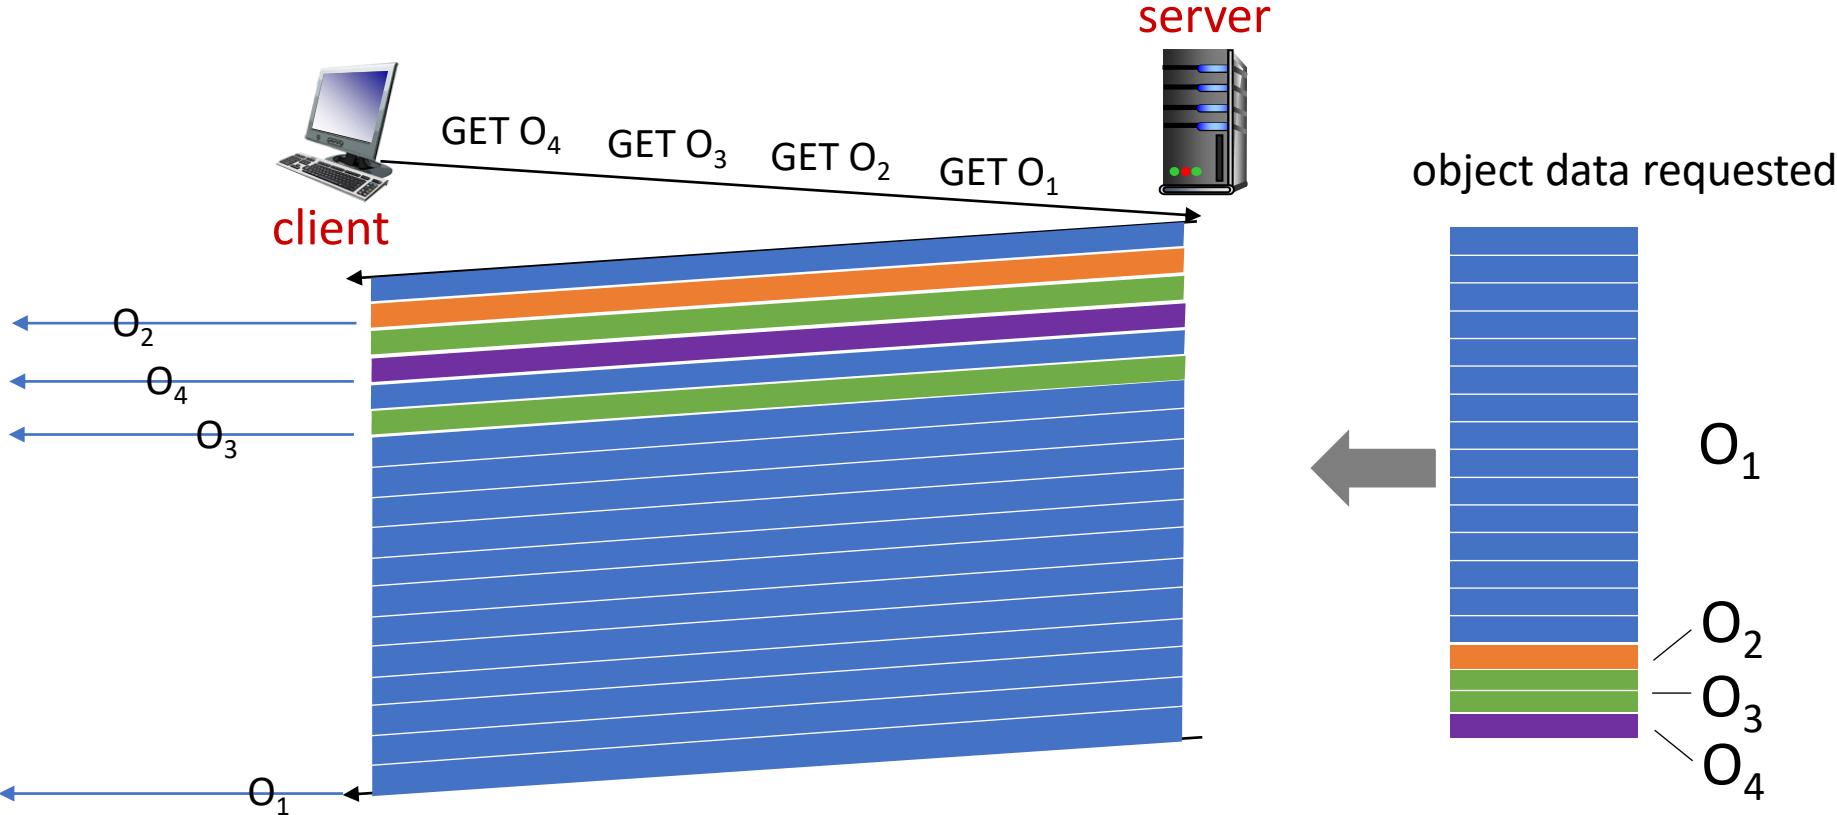 server
GET O₄
GET O₃
GET O₂
GET O₁
object data requested
client
O₂
O₄
O₃
O₁
O₁
O₂
O₃
O₄